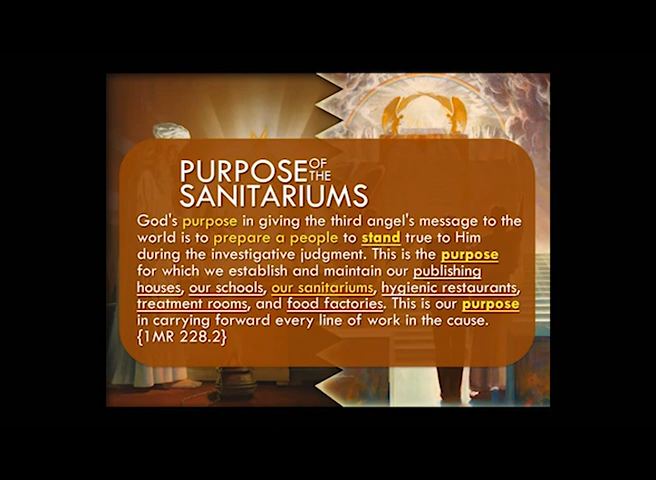 PURPOSE OF THE
SANITARIUMS
God's purpose in giving the third angel's message to the
world is to prepare a people to stand true to Him
during the investigative judgment. This is the purpose
for which we establish and maintain our publishing
houses, our schools, our sanitariums, hygienic restaurants,
treatment rooms, and food factories. This is our purpose
in carrying forward every line of work in the cause.
{1MR 228.2}